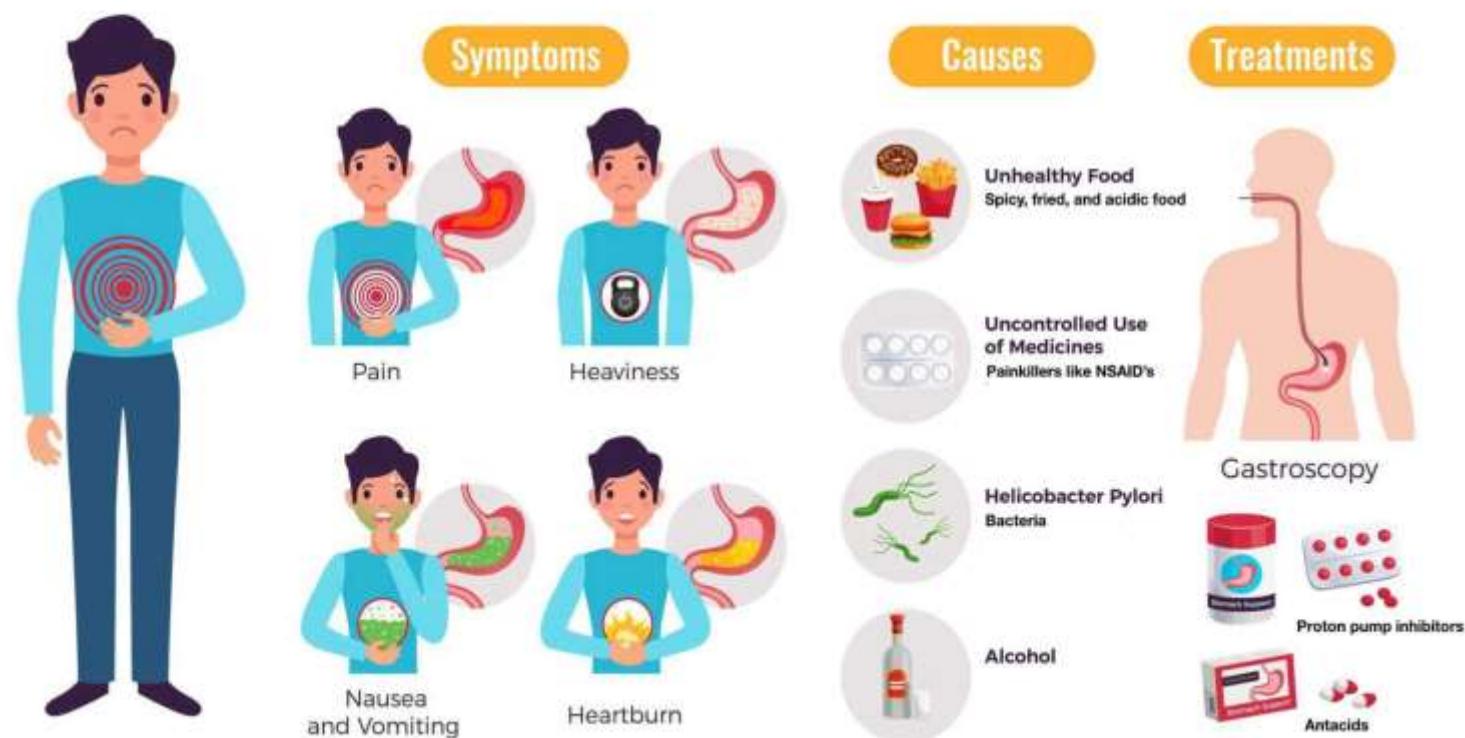 Symptoms
Causes
Treatments
Pain
Heaviness
Nausea
and Vomiting
Heartburn
Unhealthy Food
Spicy, fried, and acidic food
Uncontrolled Use
of Medicines
Painkillers like NSAID's
Helicobacter Pylori
Bacteria
Alcohol
Gastroscopy
Proton pump inhibitors
Antacids